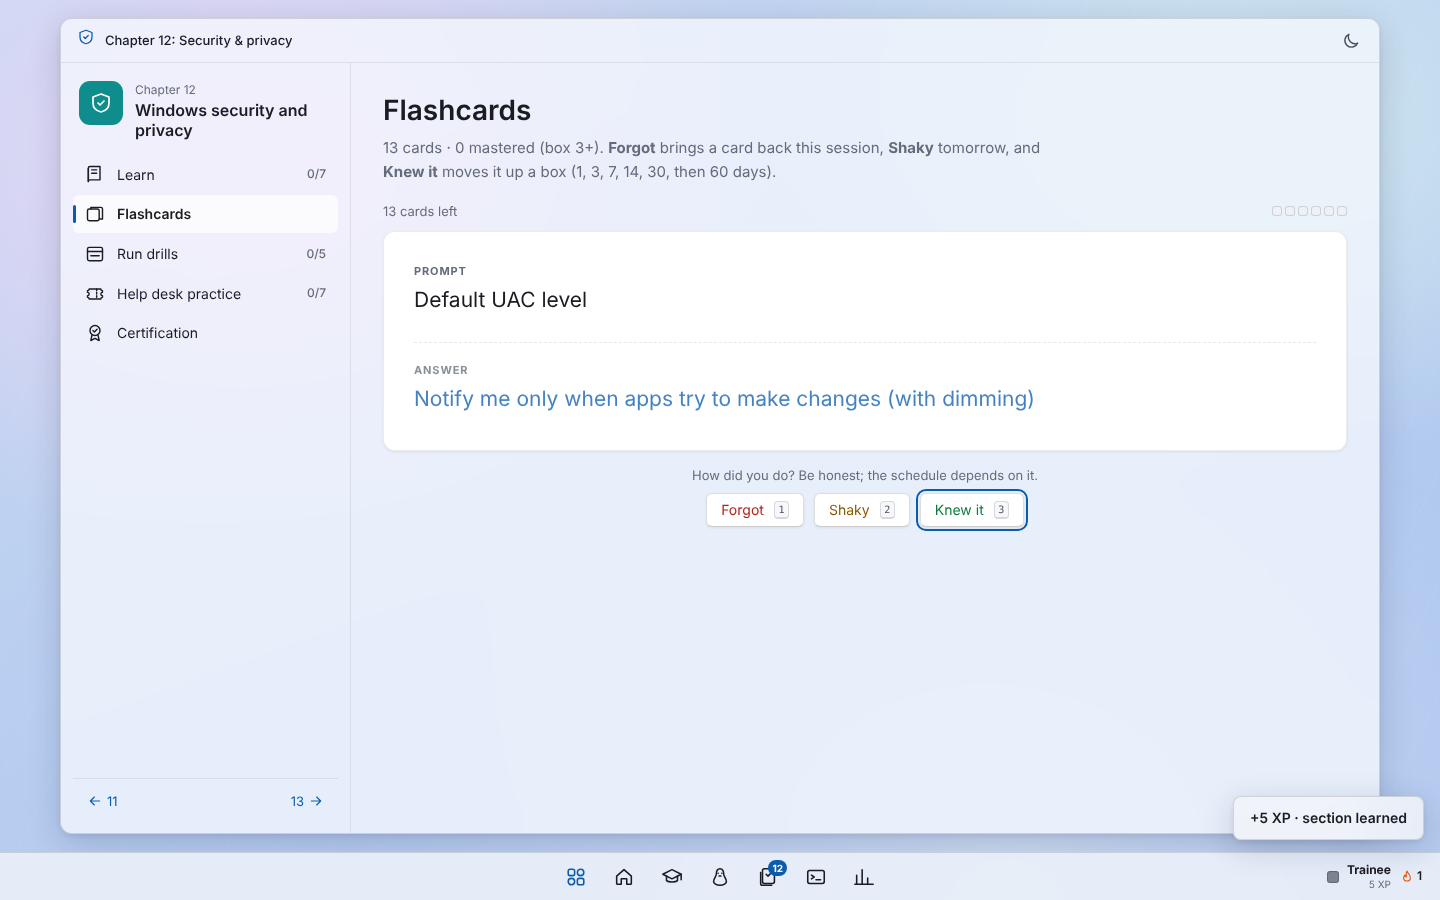 Chapter 12: Security & privacy
Chapter 12
Windows security and
privacy
Learn 0/7
Flashcards
Run drills 0/5
Help desk practice 0/7
Certification
← 11 13 →
Flashcards
13 cards · 0 mastered (box 3+). Forgot brings a card back this session, Shaky tomorrow, and
Knew it moves it up a box (1, 3, 7, 14, 30, then 60 days).
13 cards left
PROMPT
Default UAC level
ANSWER
Notify me only when apps try to make changes (with dimming)
How did you do? Be honest; the schedule depends on it.
Forgot 1 Shaky 2 Knew it 3
+5 XP · section learned
12
Trainee
5 XP
1